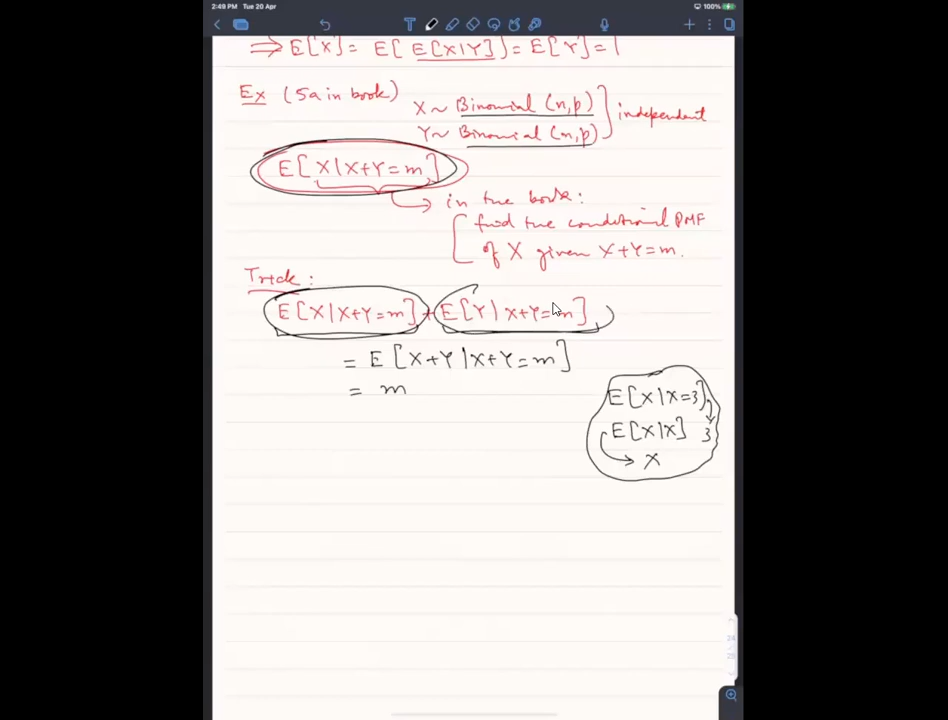 2:49 PM Tue 20 Apr
100%
⇒ E[X] = E[ E[X|Y] ] = E[Y] = 1
Ex (5a in book)
X ~ Binomial (n,p)
Y ~ Binomial (n,p)
independent
E[ X | X+Y = m ]
in the book:
find the conditional PMF
of X given X+Y = m.
Trick:
E[X | X+Y = m] + E[Y | X+Y = m]
= E[X+Y | X+Y = m]
= m
E[X | X = 3]
E[X | X] 3
X